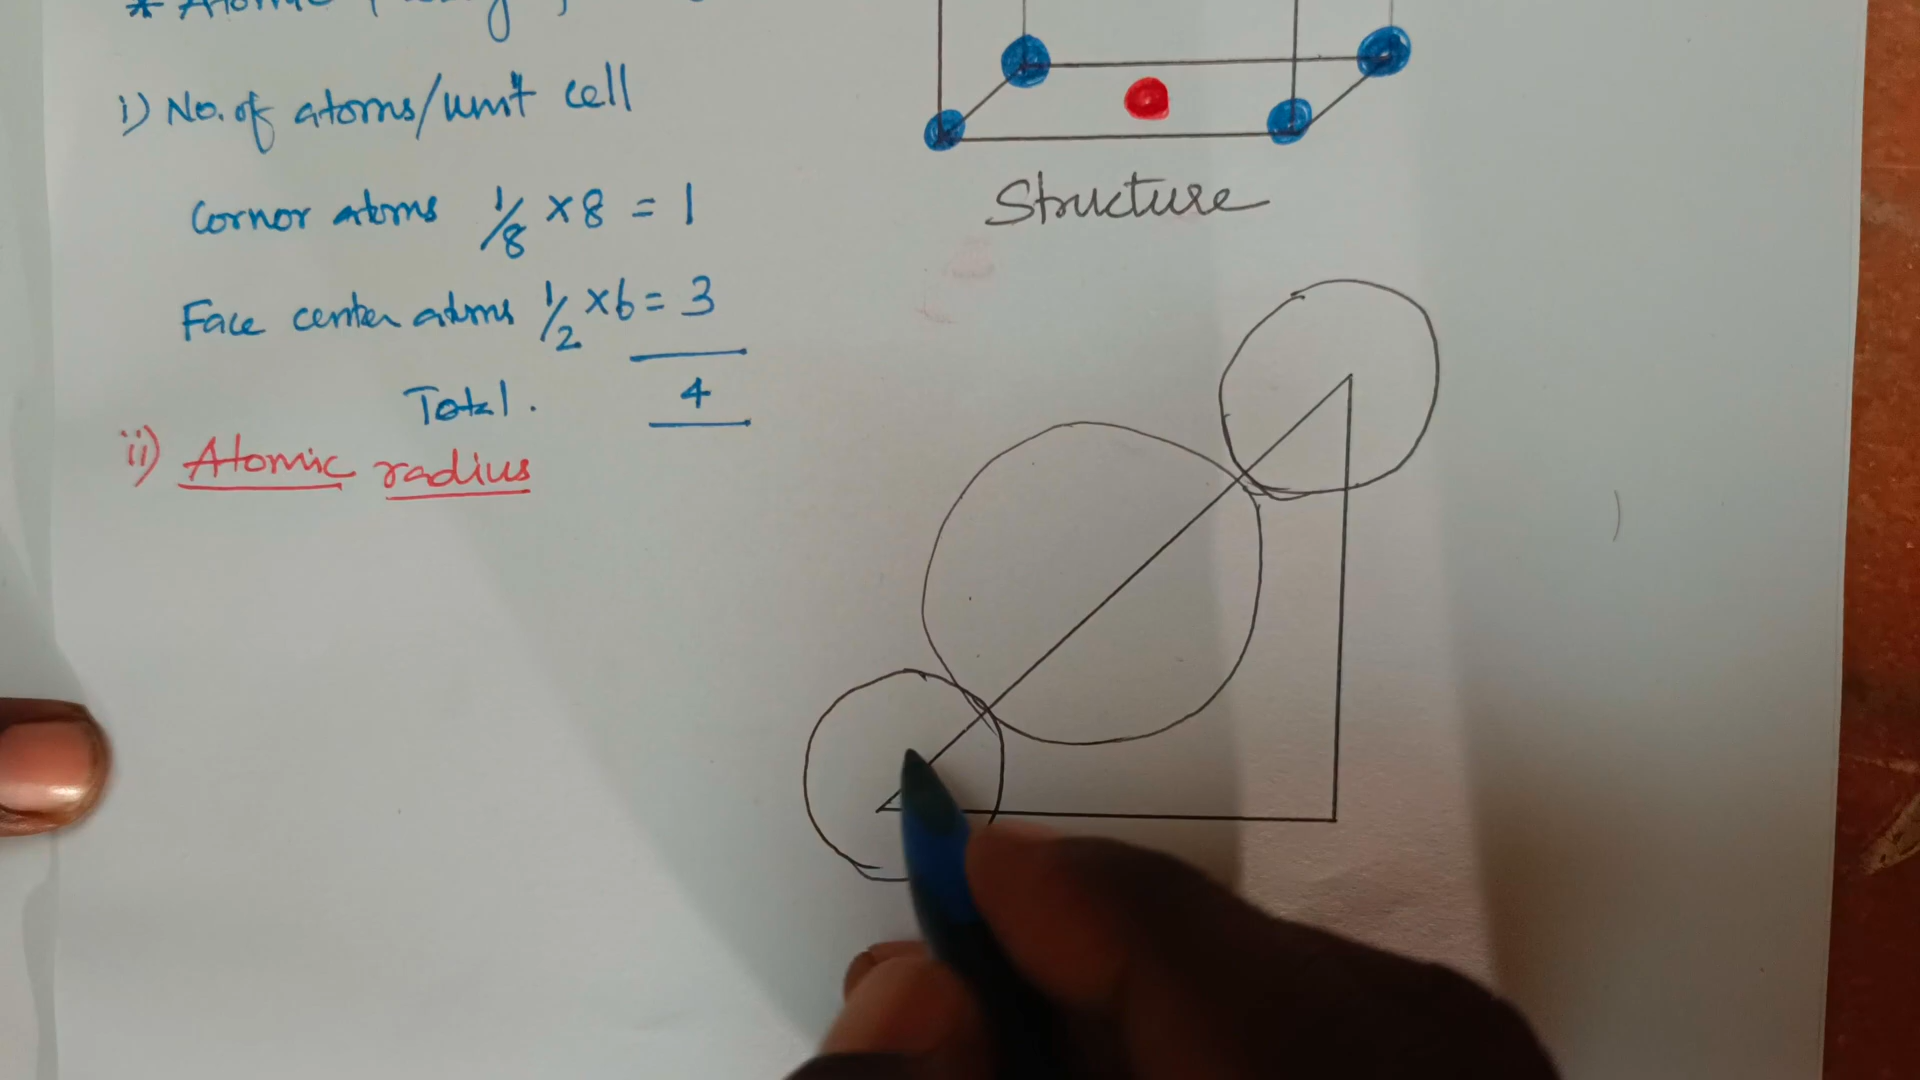 * Atomic
i) No. of atoms/unit cell
Cornor atoms 1/8 × 8 = 1
Face center atoms 1/2 × 6 = 3
Total. 4
ii) Atomic radius
Structure